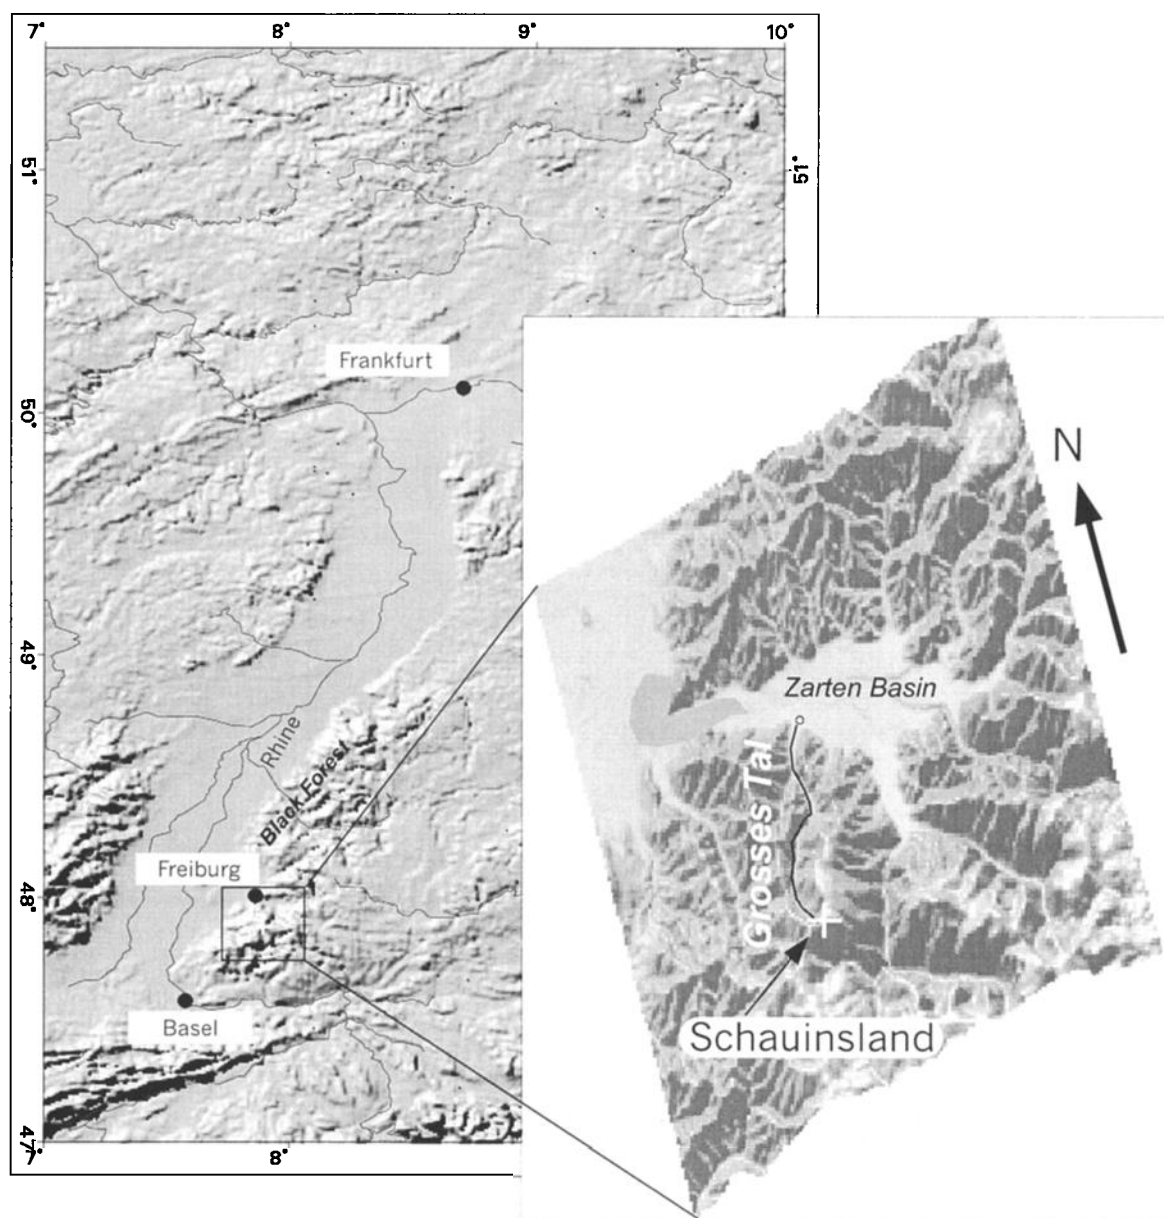 7°
8°
9°
10°
51°
51°
Frankfurt
50°
N
49°
Zarten Basin
Rhine
Black Forest
Grosses Tal
Freiburg
48°
Schauinsland
Basel
47°
7°
8°